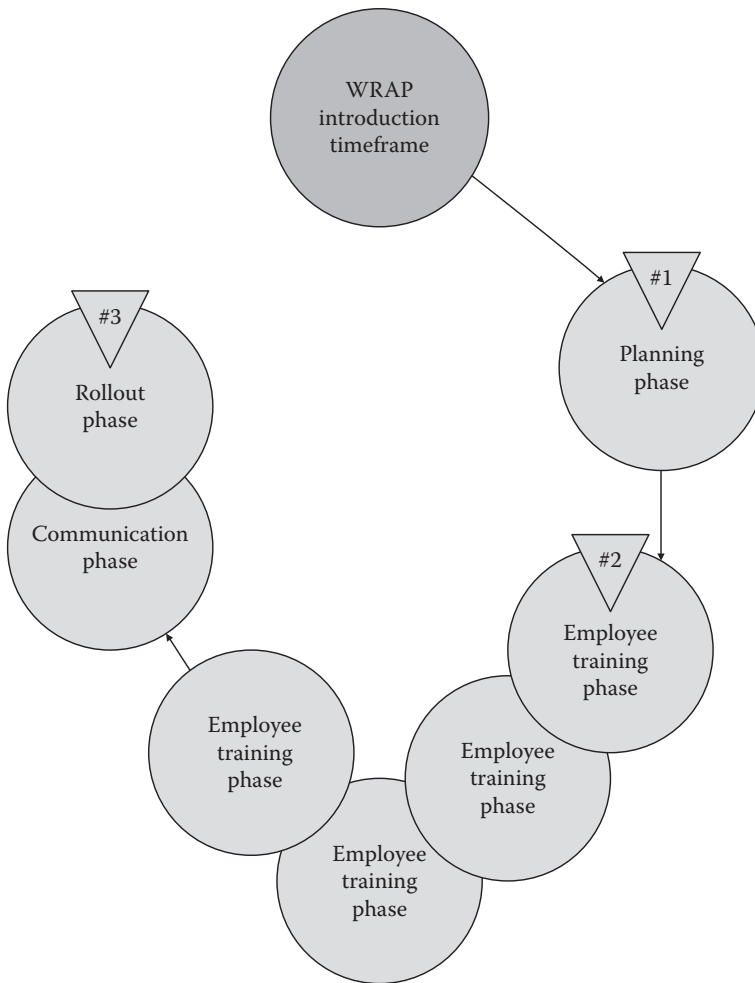 WRAP
introduction
timeframe
#1
Planning
phase
#2
Employee
training
phase
Employee
training
phase
Employee
training
phase
Employee
training
phase
Communication
phase
#3
Rollout
phase